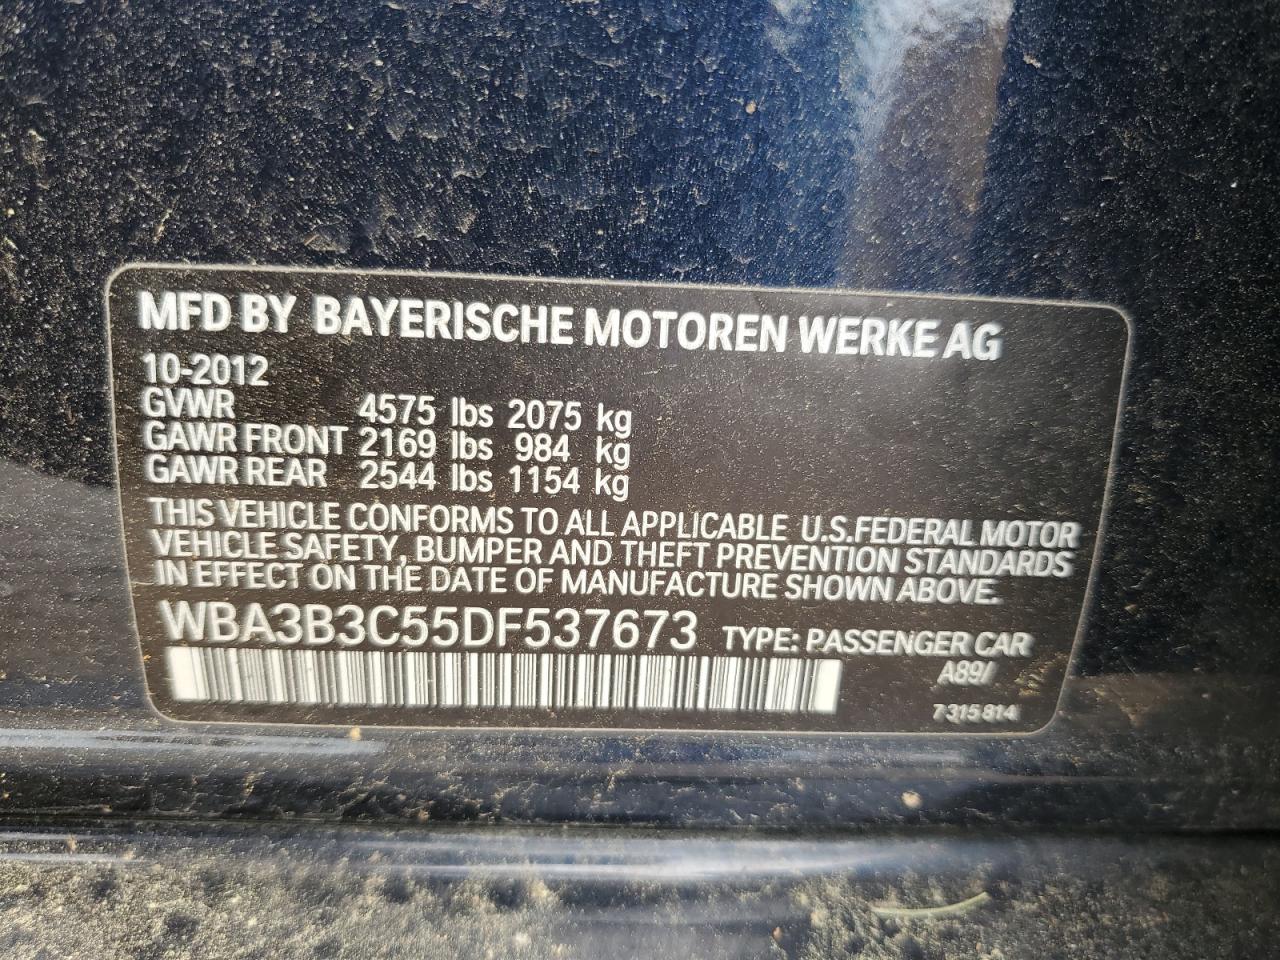 MFD BY BAYERISCHE MOTOREN WERKE AG
10-2012
GVWR 4575 lbs 2075 kg
GAWR FRONT 2169 lbs 984 kg
GAWR REAR 2544 lbs 1154 kg
THIS VEHICLE CONFORMS TO ALL APPLICABLE U.S.FEDERAL MOTOR
VEHICLE SAFETY, BUMPER AND THEFT PREVENTION STANDARDS
IN EFFECT ON THE DATE OF MANUFACTURE SHOWN ABOVE.
WBA3B3C55DF537673 TYPE: PASSENGER CAR
A89/
7 315 814